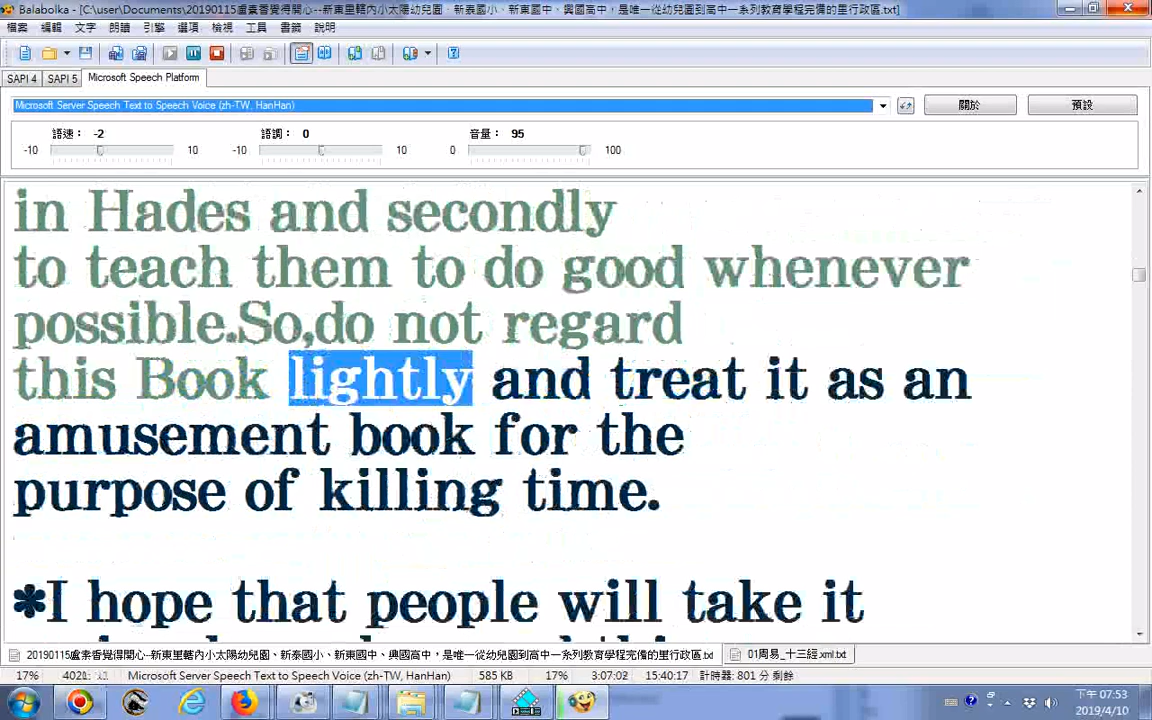 Balabolka - [C:\user\Documents\20190115盧素香覺得開心--新東里轄內小太陽幼兒園、新泰國小、新東國中、興國高中，是唯一從幼兒園到高中一系列教育學程完備的里行政區.txt]
檔案 編輯 文字 朗讀 引擎 選項 檢視 工具 書籤 說明
SAPI 4 SAPI 5 Microsoft Speech Platform
Microsoft Server Speech Text to Speech Voice (zh-TW, HanHan)
關於 預設
語速： -2 語調： 0 音量： 95
-10 10 -10 10 0 100
in Hades and secondly
to teach them to do good whenever
possible.So,do not regard
this Book lightly and treat it as an
amusement book for the
purpose of killing time.
*I hope that people will take it
20190115盧素香覺得開心--新東里轄內小太陽幼兒園、新泰國小、新東國中、興國高中，是唯一從幼兒園到高中一系列教育學程完備的里行政區.txt 01周易_十三經.xml.txt
17% Microsoft Server Speech Text to Speech Voice (zh-TW, HanHan) 585 KB 17% 3:07:02 15:40:17 計時器: 801 分 剩餘
下午 07:53
2019/4/10